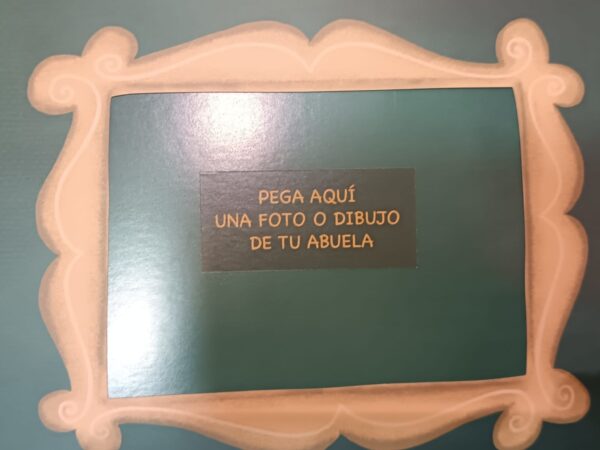 PEGA AQUÍ
UNA FOTO O DIBUJO
DE TU ABUELA